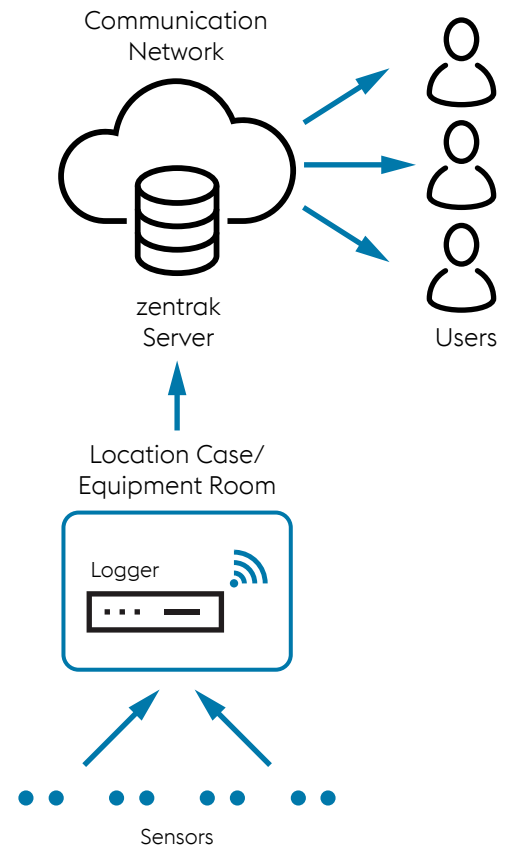 Communication
Network
zentrak
Server
Users
Location Case/
Equipment Room
Logger
Sensors